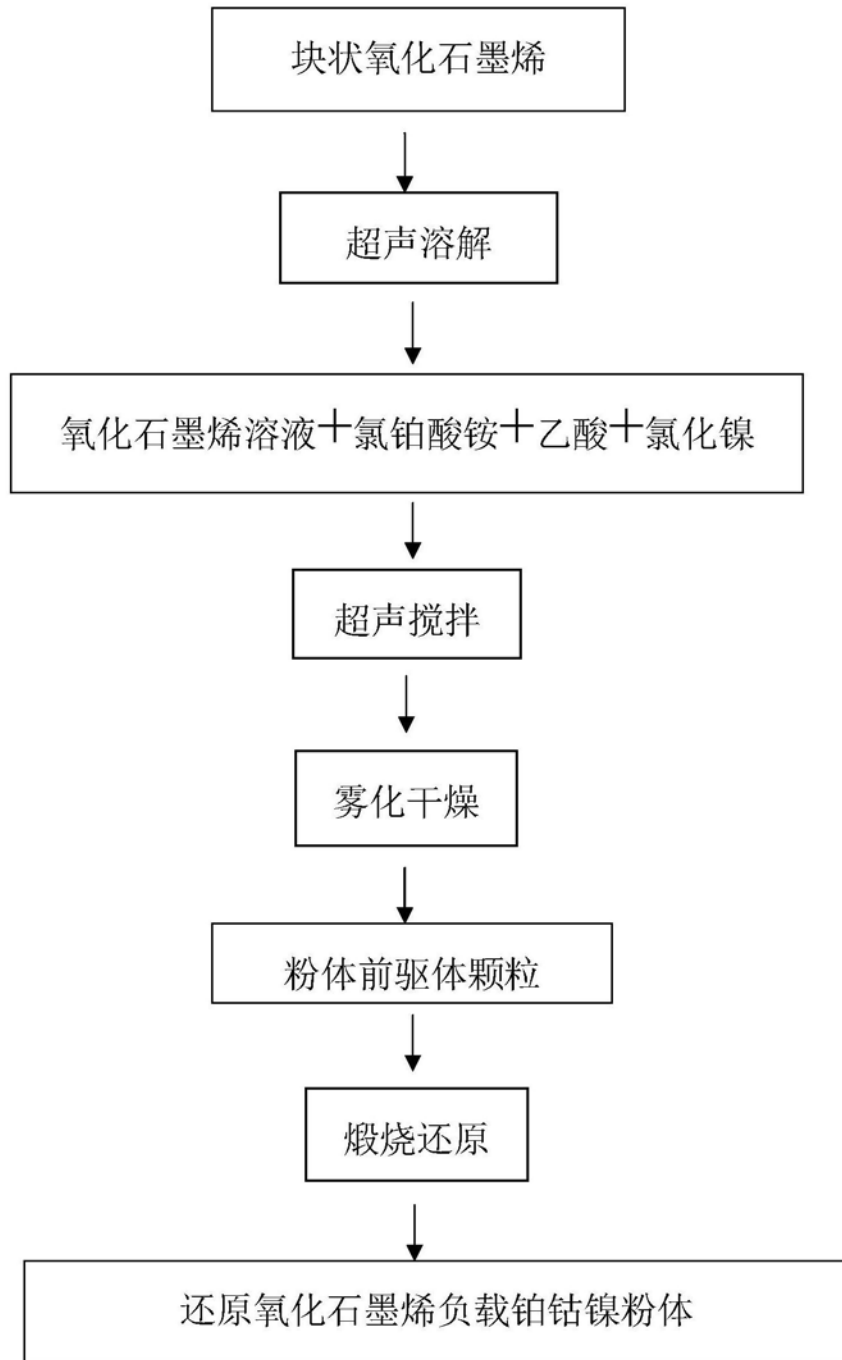 块状氧化石墨烯
超声溶解
氧化石墨烯溶液+氯铂酸铵+乙酸+氯化镍
超声搅拌
雾化干燥
粉体前驱体颗粒
煅烧还原
还原氧化石墨烯负载铂钴镍粉体